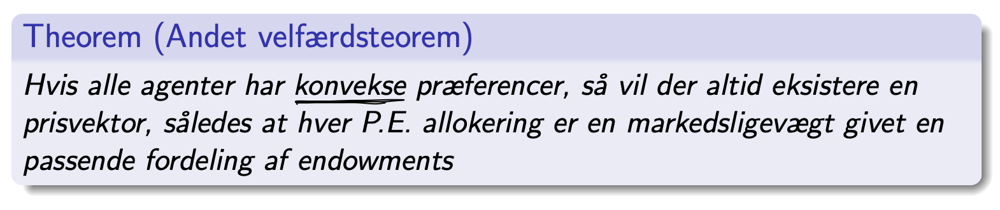 Theorem (Andet velfærdsteorem)
Hvis alle agenter har konvekse præferencer, så vil der altid eksistere en
prisvektor, således at hver P.E. allokering er en markedsligevægt givet en
passende fordeling af endowments